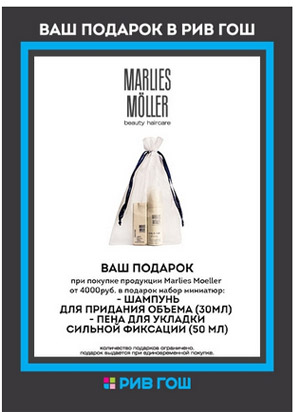 ВАШ ПОДАРОК В РИВ ГОШ
MARLIES
MÖLLER
beauty haircare
ВАШ ПОДАРОК
при покупке продукции Marlies Moeller
от 4000руб. в подарок набор миниатюр:
- ШАМПУНЬ
ДЛЯ ПРИДАНИЯ ОБЪЕМА (30МЛ)
- ПЕНА ДЛЯ УКЛАДКИ
СИЛЬНОЙ ФИКСАЦИИ (50 МЛ)
количество подарков ограничено.
подарок выдается при единовременной покупке.
РИВ ГОШ